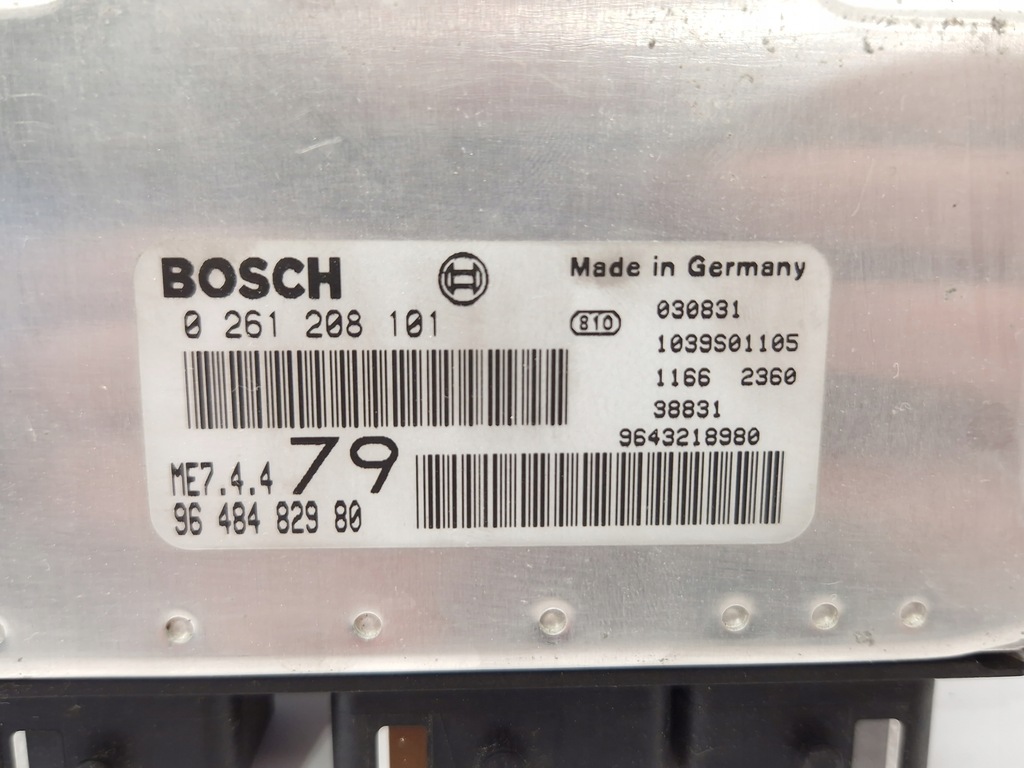 BOSCH
Made in Germany
0 261 208 101
810
030831
1039S01105
1166 2360
38831
9643218980
ME7.4.4 79
96 484 829 80